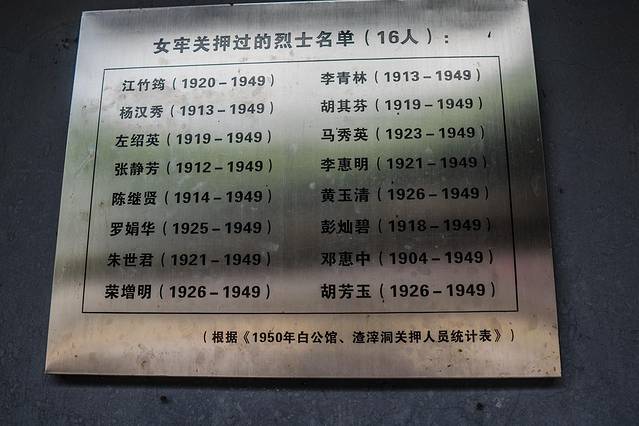 女牢关押过的烈士名单（16人）：
江竹筠（1920－1949） 李青林（1913－1949）
杨汉秀（1913－1949） 胡其芬（1919－1949）
左绍英（1919－1949） 马秀英（1923－1949）
张静芳（1912－1949） 李惠明（1921－1949）
陈继贤（1914－1949） 黄玉清（1926－1949）
罗娟华（1925－1949） 彭灿碧（1918－1949）
朱世君（1921－1949） 邓惠中（1904－1949）
荣增明（1926－1949） 胡芳玉（1926－1949）
（根据《1950年白公馆、渣滓洞关押人员统计表》）